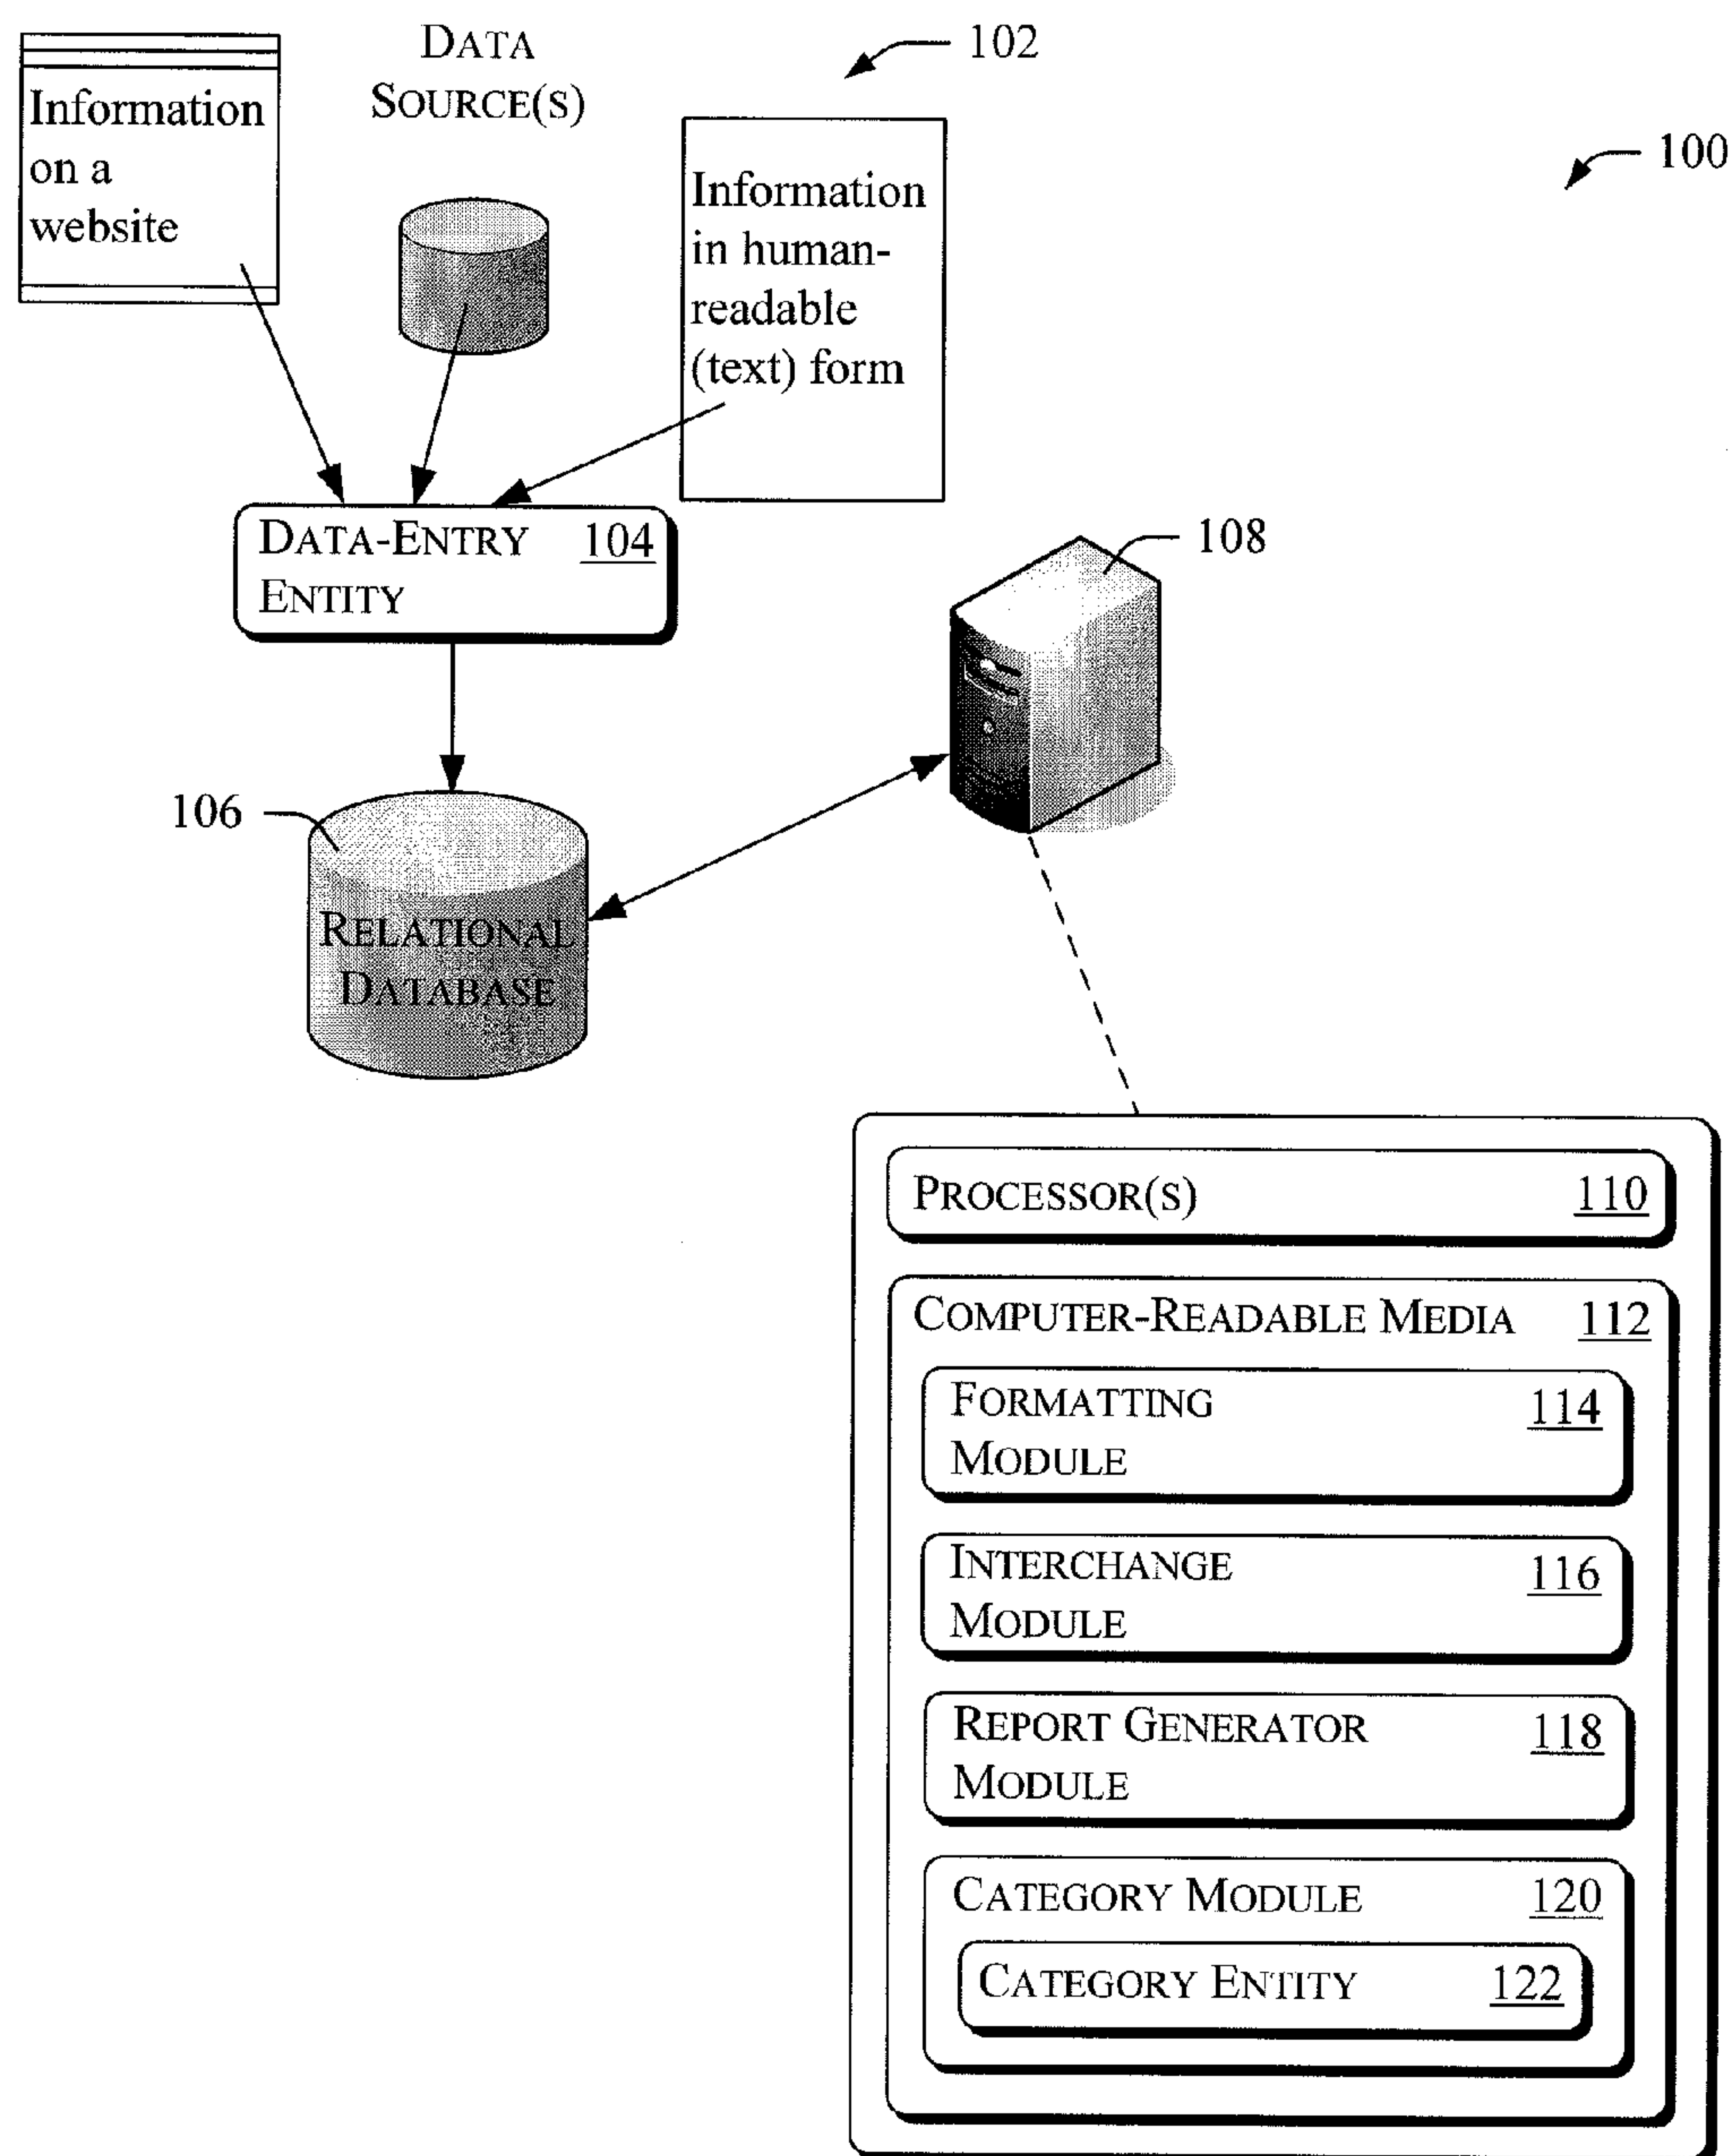 DATA
SOURCE(S)
102
100
Information
on a
website
Information
in human-
readable
(text) form
DATA-ENTRY 104
ENTITY
108
106
RELATIONAL
DATABASE
PROCESSOR(S) 110
COMPUTER-READABLE MEDIA 112
FORMATTING 114
MODULE
INTERCHANGE 116
MODULE
REPORT GENERATOR 118
MODULE
CATEGORY MODULE 120
CATEGORY ENTITY 122